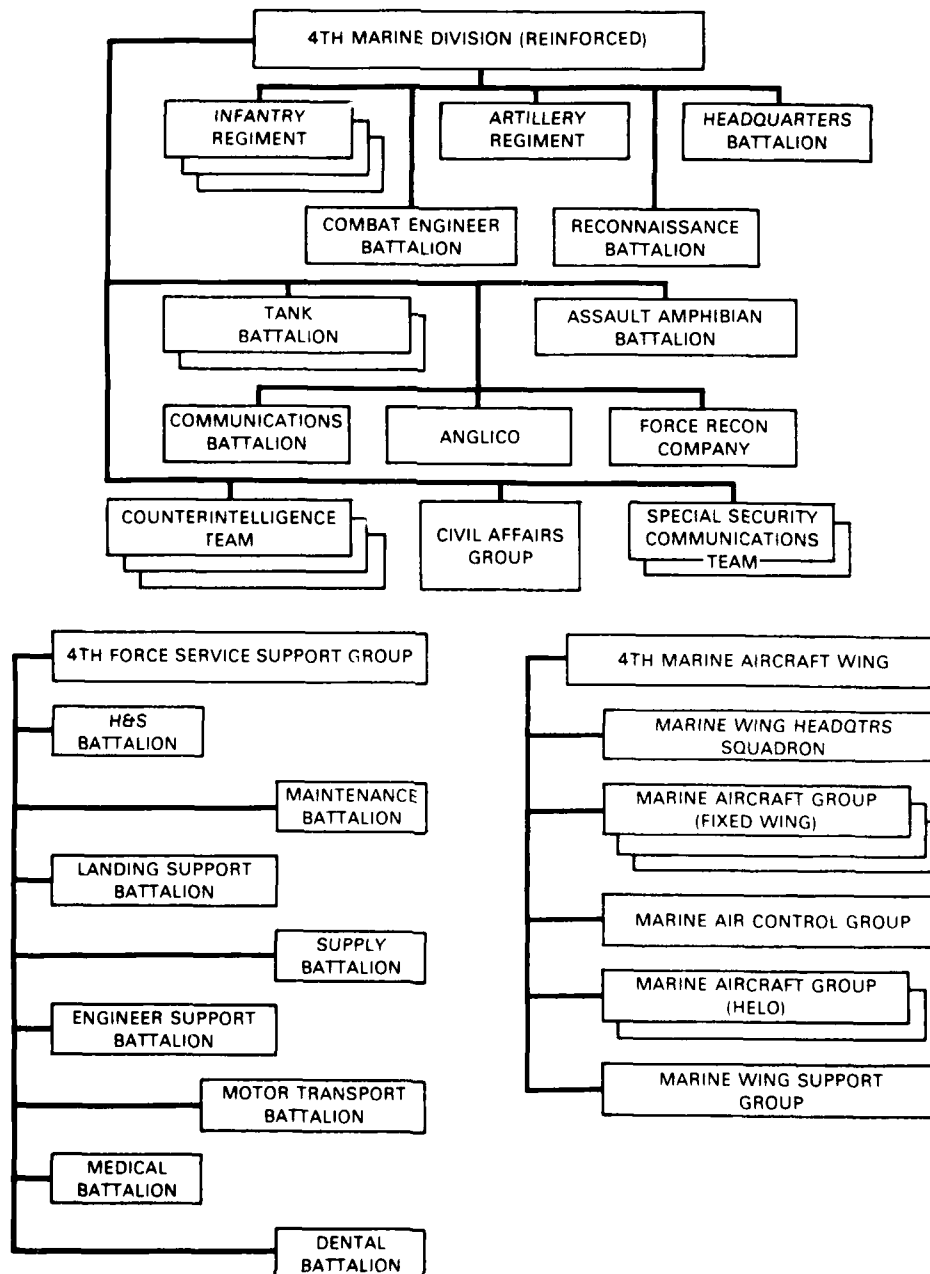 4TH MARINE DIVISION (REINFORCED)
INFANTRY
REGIMENT
ARTILLERY
REGIMENT
HEADQUARTERS
BATTALION
COMBAT ENGINEER
BATTALION
RECONNAISSANCE
BATTALION
TANK
BATTALION
ASSAULT AMPHIBIAN
BATTALION
COMMUNICATIONS
BATTALION
ANGLICO
FORCE RECON
COMPANY
COUNTERINTELLIGENCE
TEAM
CIVIL AFFAIRS
GROUP
SPECIAL SECURITY
COMMUNICATIONS
TEAM
4TH FORCE SERVICE SUPPORT GROUP
H&S
BATTALION
MAINTENANCE
BATTALION
LANDING SUPPORT
BATTALION
SUPPLY
BATTALION
ENGINEER SUPPORT
BATTALION
MOTOR TRANSPORT
BATTALION
MEDICAL
BATTALION
DENTAL
BATTALION
4TH MARINE AIRCRAFT WING
MARINE WING HEADQTRS
SQUADRON
MARINE AIRCRAFT GROUP
(FIXED WING)
MARINE AIR CONTROL GROUP
MARINE AIRCRAFT GROUP
(HELO)
MARINE WING SUPPORT
GROUP